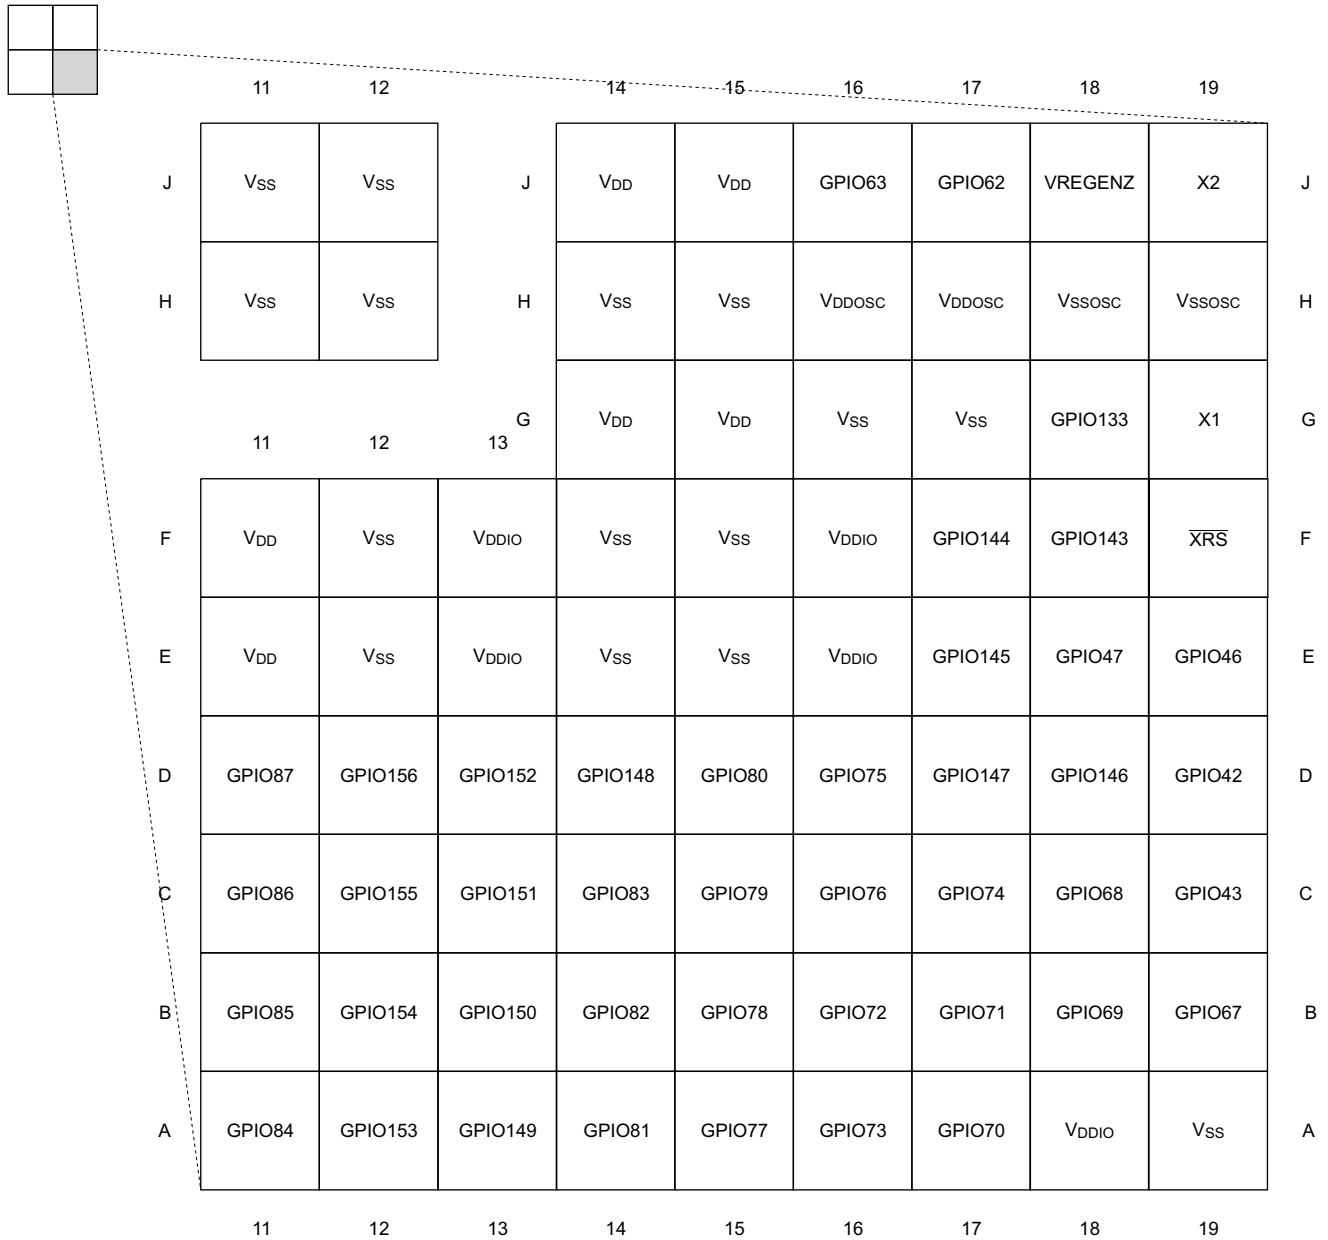 11 12 14 15 16 17 18 19
J VSS VSS J VDD VDD GPIO63 GPIO62 VREGENZ X2 J
H VSS VSS H VSS VSS VDDOSC VDDOSC VSSOSC VSSOSC H
G VDD VDD VSS VSS GPIO133 X1 G
11 12 13
F VDD VSS VDDIO VSS VSS VDDIO GPIO144 GPIO143 XRS F
E VDD VSS VDDIO VSS VSS VDDIO GPIO145 GPIO47 GPIO46 E
D GPIO87 GPIO156 GPIO152 GPIO148 GPIO80 GPIO75 GPIO147 GPIO146 GPIO42 D
C GPIO86 GPIO155 GPIO151 GPIO83 GPIO79 GPIO76 GPIO74 GPIO68 GPIO43 C
B GPIO85 GPIO154 GPIO150 GPIO82 GPIO78 GPIO72 GPIO71 GPIO69 GPIO67 B
A GPIO84 GPIO153 GPIO149 GPIO81 GPIO77 GPIO73 GPIO70 VDDIO VSS A
11 12 13 14 15 16 17 18 19